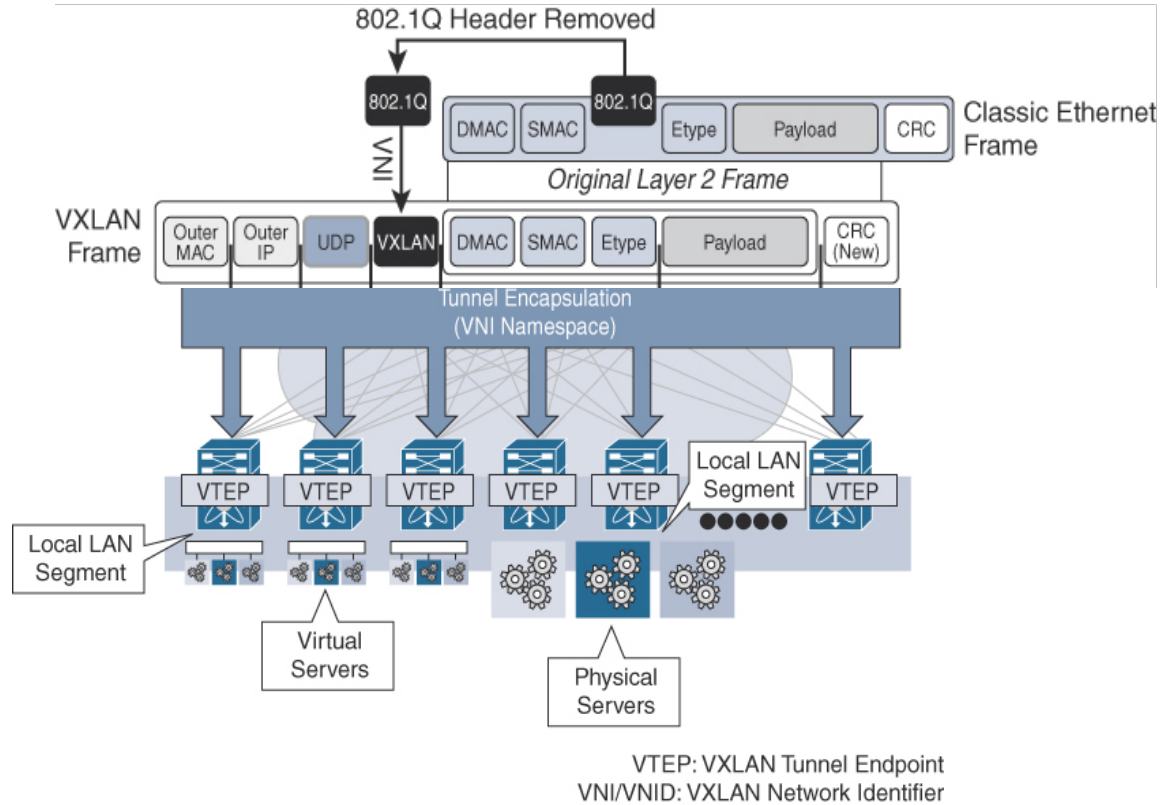 802.1Q Header Removed
802.1Q
802.1Q
DMAC
SMAC
Etype
Payload
CRC
Classic Ethernet
Frame
VNI
Original Layer 2 Frame
VXLAN
Frame
Outer
MAC
Outer
IP
UDP
VXLAN
DMAC
SMAC
Etype
Payload
CRC
(New)
Tunnel Encapsulation
(VNI Namespace)
VTEP
VTEP
VTEP
VTEP
VTEP
Local LAN
Segment
VTEP
Local LAN
Segment
Virtual
Servers
Physical
Servers
VTEP: VXLAN Tunnel Endpoint
VNI/VNID: VXLAN Network Identifier